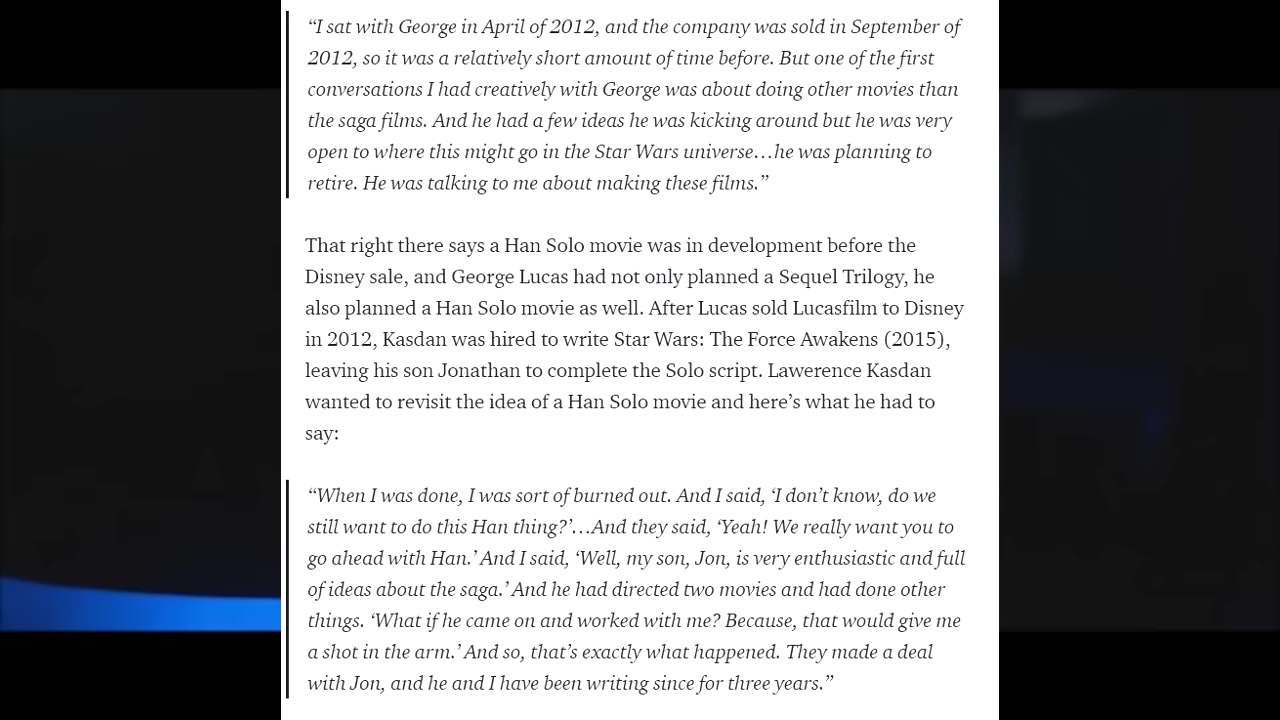 “I sat with George in April of 2012, and the company was sold in September of
2012, so it was a relatively short amount of time before. But one of the first
conversations I had creatively with George was about doing other movies than
the saga films. And he had a few ideas he was kicking around but he was very
open to where this might go in the Star Wars universe…he was planning to
retire. He was talking to me about making these films.”
That right there says a Han Solo movie was in development before the
Disney sale, and George Lucas had not only planned a Sequel Trilogy, he
also planned a Han Solo movie as well. After Lucas sold Lucasfilm to Disney
in 2012, Kasdan was hired to write Star Wars: The Force Awakens (2015),
leaving his son Jonathan to complete the Solo script. Lawerence Kasdan
wanted to revisit the idea of a Han Solo movie and here’s what he had to
say:
“When I was done, I was sort of burned out. And I said, ‘I don’t know, do we
still want to do this Han thing?’…And they said, ‘Yeah! We really want you to
go ahead with Han.’ And I said, ‘Well, my son, Jon, is very enthusiastic and full
of ideas about the saga.’ And he had directed two movies and had done other
things. ‘What if he came on and worked with me? Because, that would give me
a shot in the arm.’ And so, that’s exactly what happened. They made a deal
with Jon, and he and I have been writing since for three years.”